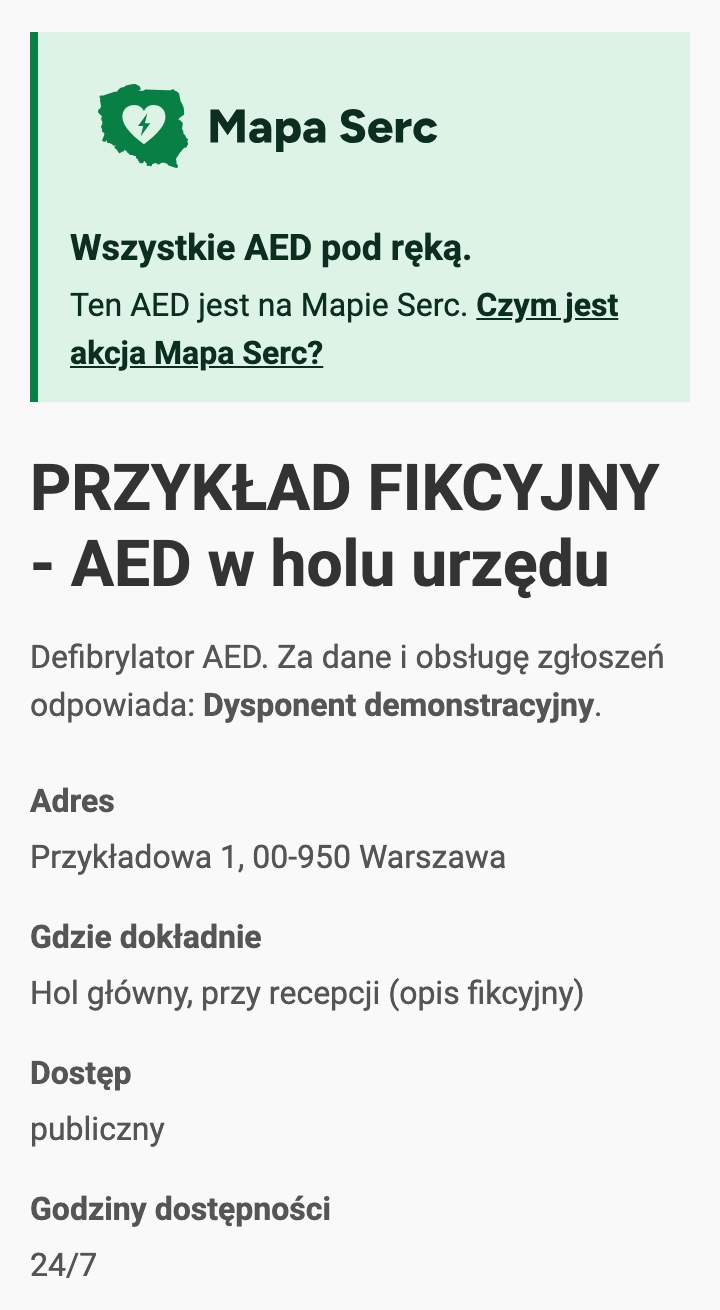 Mapa Serc
Wszystkie AED pod ręką.
Ten AED jest na Mapie Serc. Czym jest
akcja Mapa Serc?
PRZYKŁAD FIKCYJNY
- AED w holu urzędu
Defibrylator AED. Za dane i obsługę zgłoszeń
odpowiada: Dysponent demonstracyjny.
Adres
Przykładowa 1, 00-950 Warszawa
Gdzie dokładnie
Hol główny, przy recepcji (opis fikcyjny)
Dostęp
publiczny
Godziny dostępności
24/7